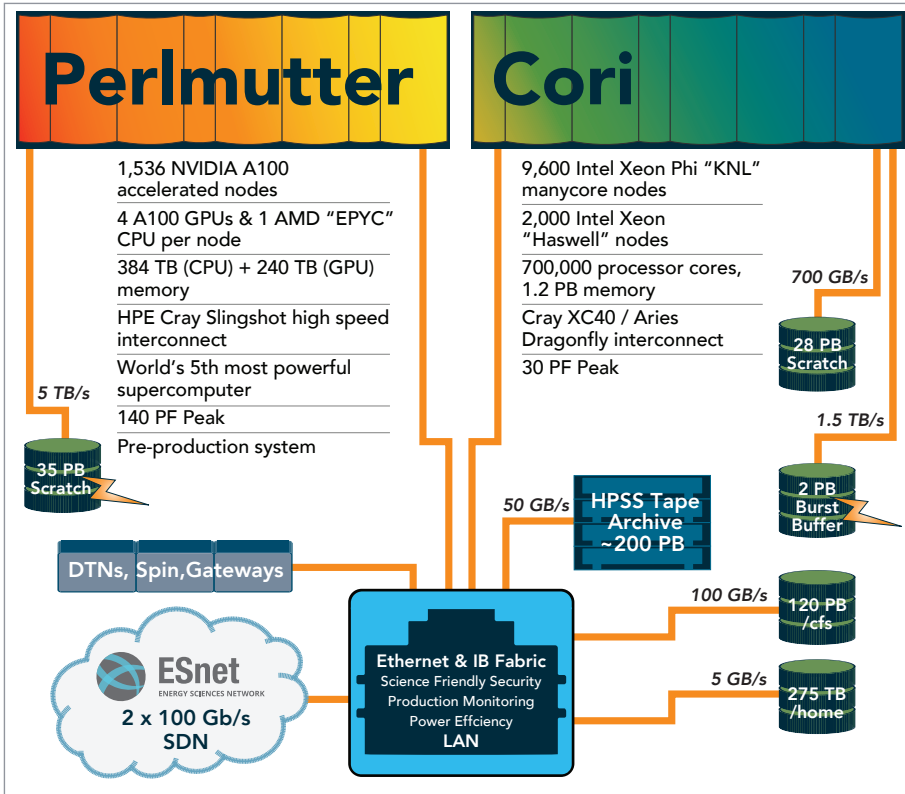 Perlmutter
Cori
1,536 NVIDIA A100
accelerated nodes
4 A100 GPUs & 1 AMD “EPYC”
CPU per node
384 TB (CPU) + 240 TB (GPU)
memory
HPE Cray Slingshot high speed
interconnect
World’s 5th most powerful
supercomputer
140 PF Peak
Pre-production system
5 TB/s
35 PB
Scratch
9,600 Intel Xeon Phi “KNL”
manycore nodes
2,000 Intel Xeon
“Haswell” nodes
700,000 processor cores,
1.2 PB memory
Cray XC40 / Aries
Dragonfly interconnect
30 PF Peak
700 GB/s
28 PB
Scratch
1.5 TB/s
2 PB
Burst
Buffer
50 GB/s
HPSS Tape
Archive
~200 PB
DTNs, Spin,Gateways
100 GB/s
120 PB
/cfs
5 GB/s
275 TB
/home
ESnet
ENERGY SCIENCES NETWORK
2 x 100 Gb/s
SDN
Ethernet & IB Fabric
Science Friendly Security
Production Monitoring
Power Effciency
LAN